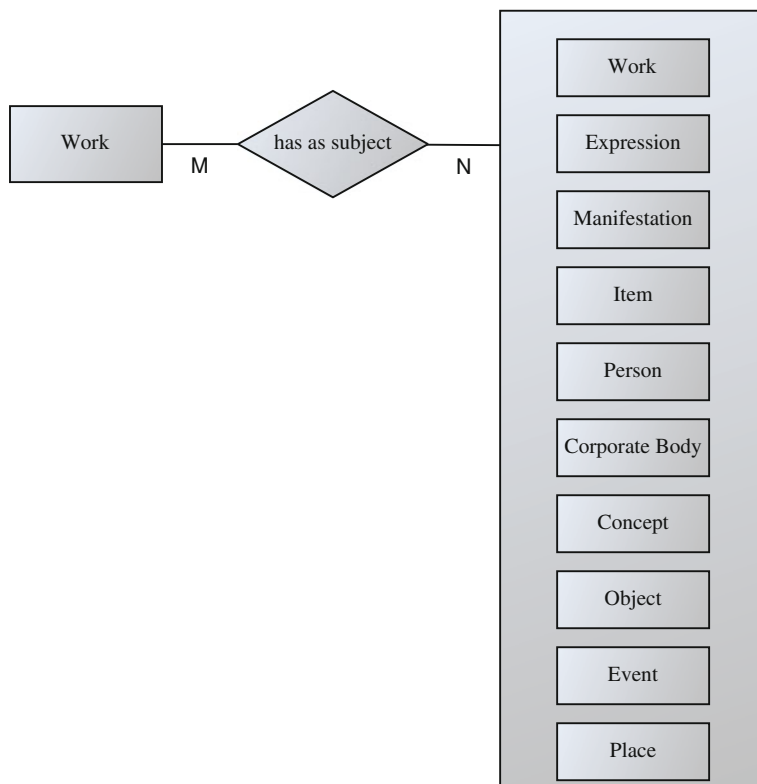 Work
M
has as subject
N
Work
Expression
Manifestation
Item
Person
Corporate Body
Concept
Object
Event
Place